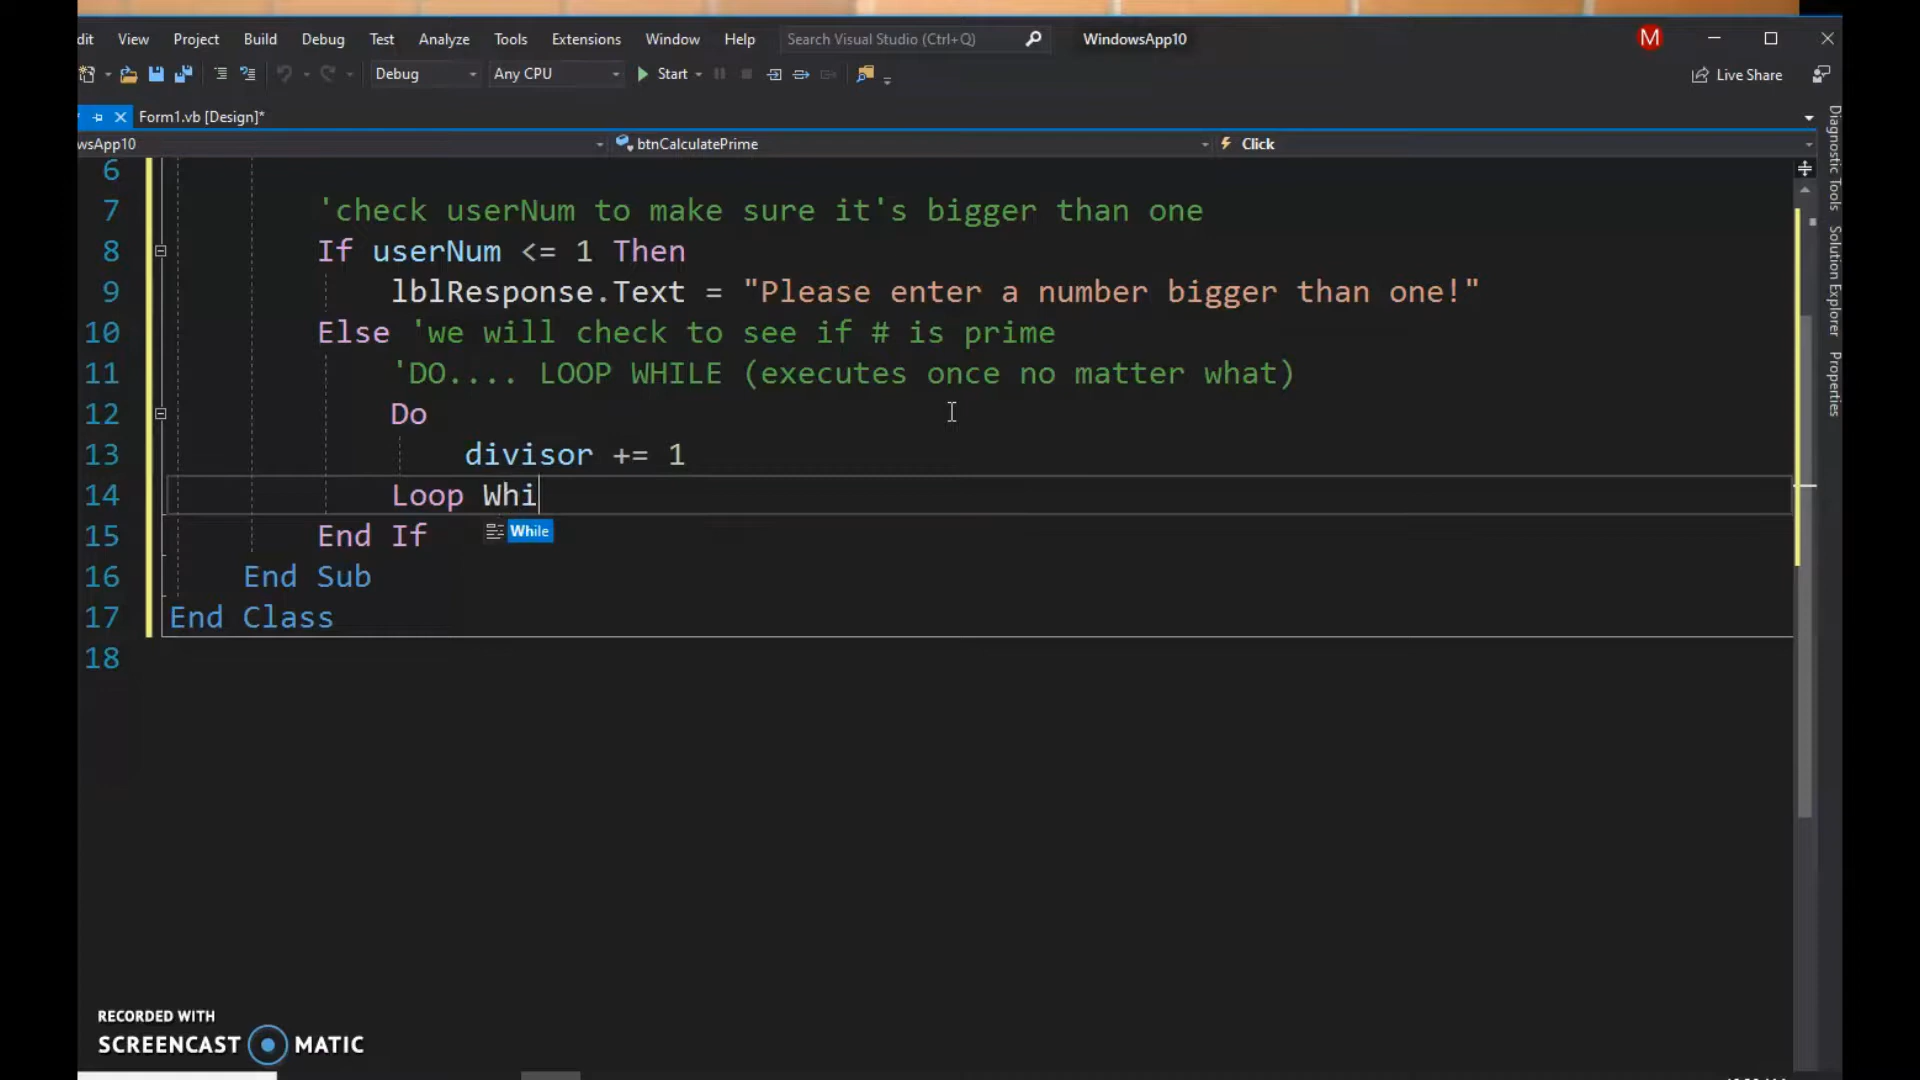 dit View Project Build Debug Test Analyze Tools Extensions Window Help Search Visual Studio (Ctrl+Q) WindowsApp10 M
Debug Any CPU Start Live Share
Form1.vb [Design]*
wsApp10 btnCalculatePrime Click
6
7 'check userNum to make sure it's bigger than one
8 If userNum <= 1 Then
9 lblResponse.Text = "Please enter a number bigger than one!"
10 Else 'we will check to see if # is prime
11 'DO.... LOOP WHILE (executes once no matter what)
12 Do
13 divisor += 1
14 Loop Whi
While
15 End If
16 End Sub
17 End Class
18
Diagnostic Tools
Solution Explorer
Properties
RECORDED WITH
SCREENCAST MATIC